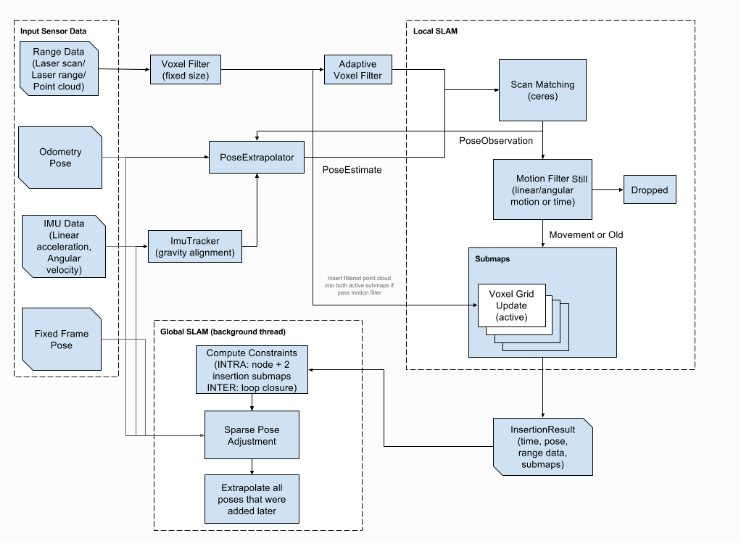 Input Sensor Data
Range Data
(Laser scan/
Laser range/
Point cloud)
Voxel Filter
(fixed size)
Adaptive
Voxel Filter
Local SLAM
Scan Matching
(ceres)
Odometry
Pose
PoseExtrapolator
PoseEstimate
PoseObservation
Motion Filter Still
(linear/angular
motion or time)
Dropped
IMU Data
(Linear
acceleration,
Angular
velocity)
ImuTracker
(gravity alignment)
Movement or Old
Submaps
Voxel Grid
Update
(active)
Insert filtered point cloud
into both active submaps if
pass motion filter
Fixed Frame
Pose
Global SLAM (background thread)
Compute Constraints
(INTRA: node + 2
insertion submaps
INTER: loop closure)
Sparse Pose
Adjustment
Extrapolate all
poses that were
added later
InsertionResult
(time, pose,
range data,
submaps)